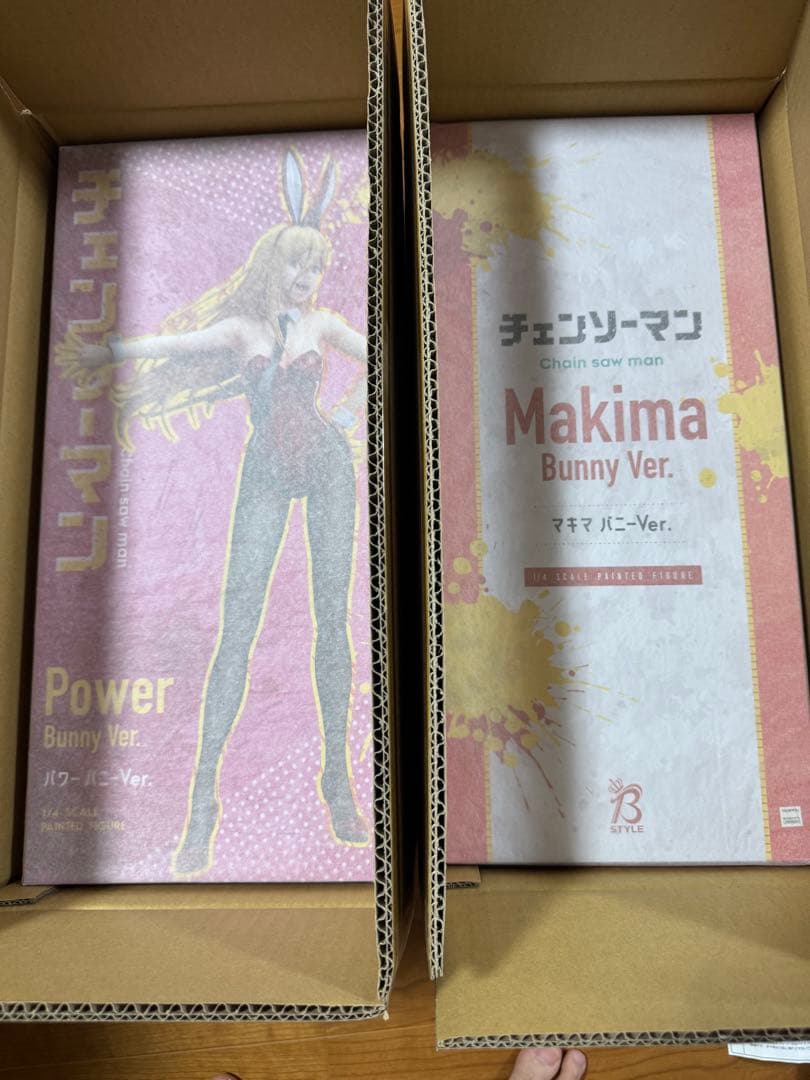 チェンソーマン
Chain saw man
Power
Bunny Ver.
パワー バニーVer.
1/4 SCALE
PAINTED FIGURE
チェンソーマン
Chain saw man
Makima
Bunny Ver.
マキマ バニーVer.
1/4 SCALE PAINTED FIGURE
B
STYLE